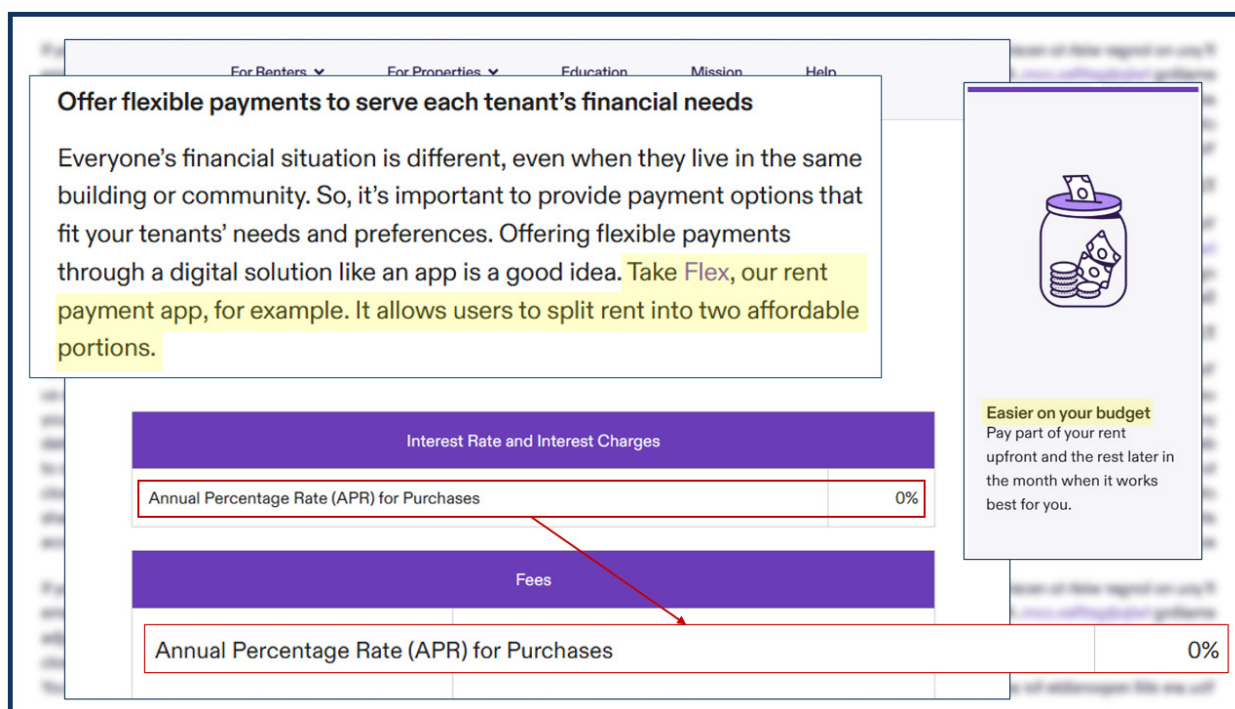 For Renters
For Properties
Education
Mission
Help
Offer flexible payments to serve each tenant’s financial needs
Everyone’s financial situation is different, even when they live in the same
building or community. So, it’s important to provide payment options that
fit your tenants’ needs and preferences. Offering flexible payments
through a digital solution like an app is a good idea. Take Flex, our rent
payment app, for example. It allows users to split rent into two affordable
portions.
Easier on your budget
Pay part of your rent
upfront and the rest later in
the month when it works
best for you.
Interest Rate and Interest Charges
Annual Percentage Rate (APR) for Purchases 0%
Fees
Annual Percentage Rate (APR) for Purchases 0%